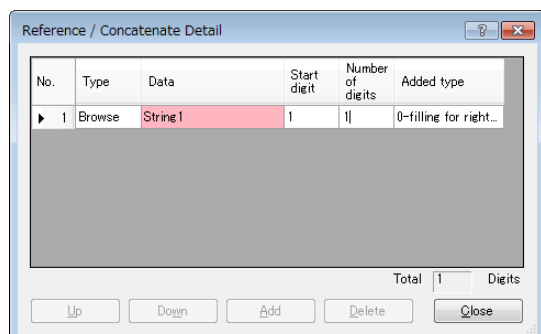 Reference / Concatenate Detail
No. Type Data Start digit Number of digits Added type
1 Browse String1 1 1 0-filling for right...
Total 1 Digits
Up Down Add Delete Close